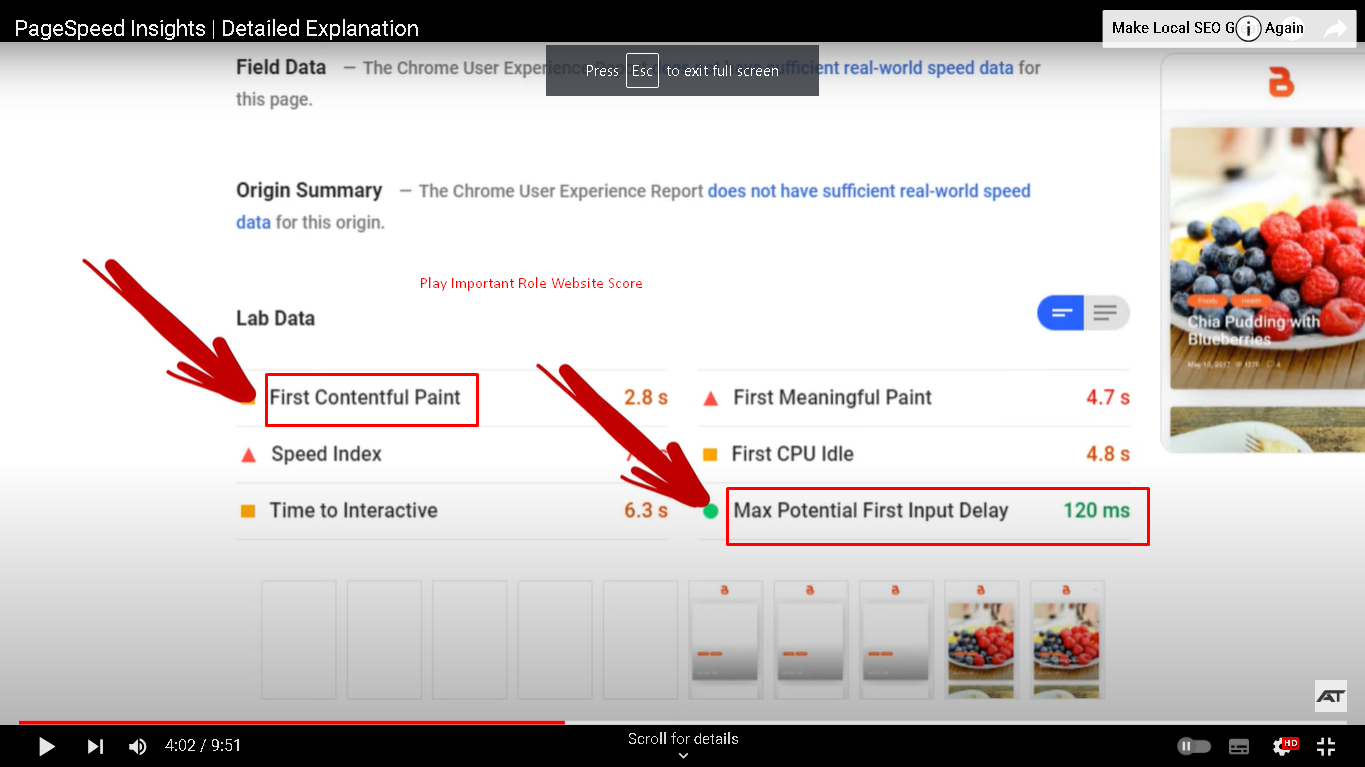 PageSpeed Insights | Detailed Explanation
Make Local SEO G Again
Press Esc to exit full screen
Field Data — The Chrome User Experience does not have sufficient real-world speed data for
this page.
Origin Summary — The Chrome User Experience Report does not have sufficient real-world speed
data for this origin.
Play Important Role Website Score
Lab Data
First Contentful Paint 2.8 s
First Meaningful Paint 4.7 s
Speed Index
First CPU Idle 4.8 s
Time to Interactive 6.3 s
Max Potential First Input Delay 120 ms
Foody Health
Chia Pudding with
Blueberries
AT
4:02 / 9:51
Scroll for details
HD